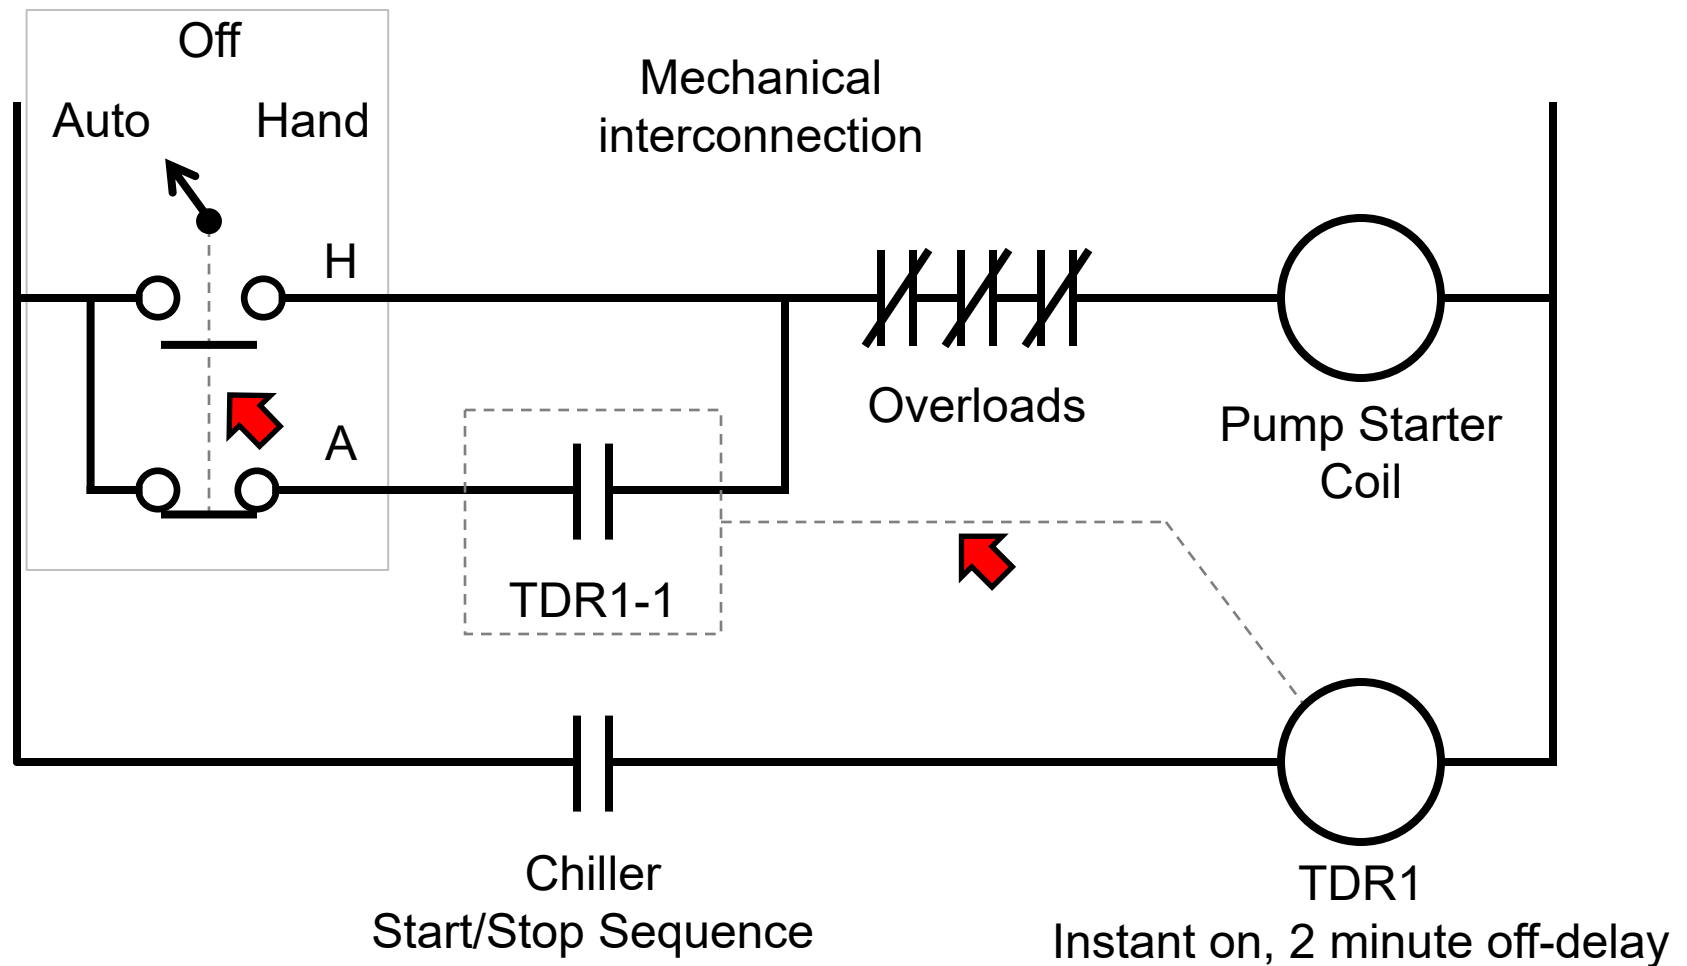 Off
Auto
Hand
Mechanical
interconnection
H
A
Overloads
Pump Starter
Coil
TDR1-1
Chiller
Start/Stop Sequence
TDR1
Instant on, 2 minute off-delay